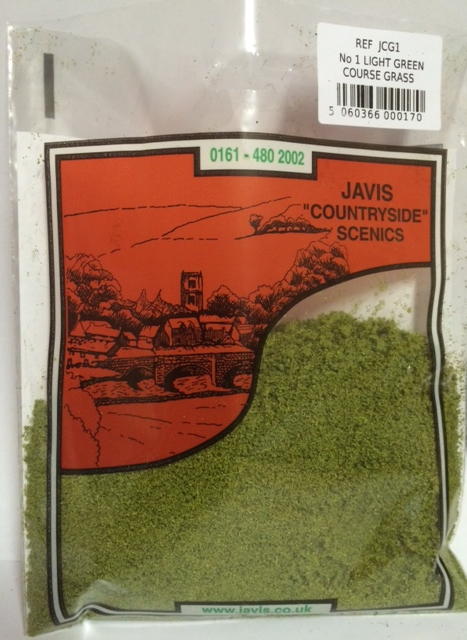 REF JCG1
No 1 LIGHT GREEN
COURSE GRASS
5 060366 000170
0161 - 480 2002
JAVIS
"COUNTRYSIDE"
SCENICS
www.javis.co.uk